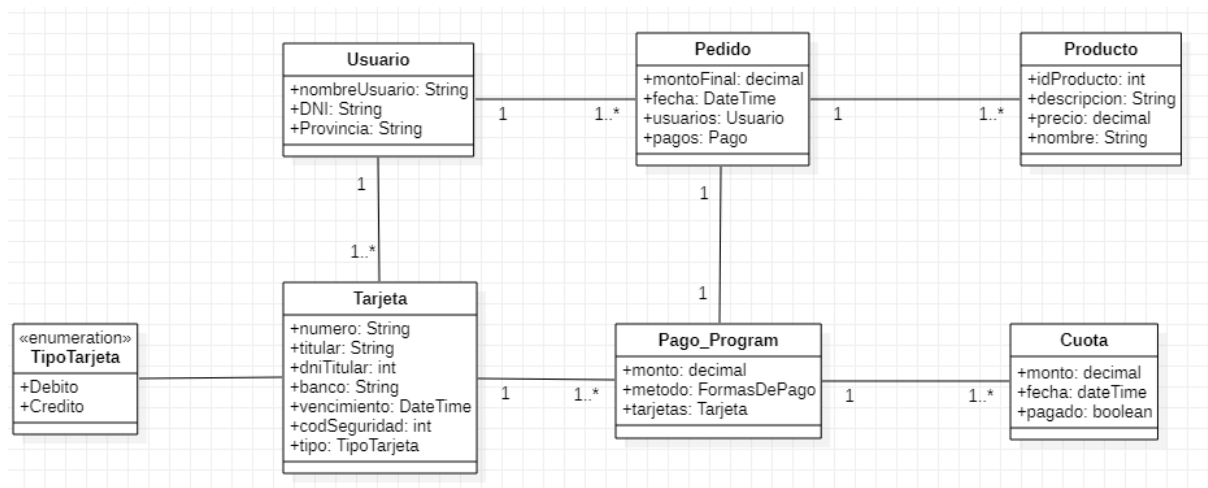 Usuario
+nombreUsuario: String
+DNI: String
+Provincia: String
1
1..*
Pedido
+montoFinal: decimal
+fecha: DateTime
+usuarios: Usuario
+pagos: Pago
1
1..*
Producto
+idProducto: int
+descripcion: String
+precio: decimal
+nombre: String
1
1..*
1
1
«enumeration»
TipoTarjeta
+Debito
+Credito
Tarjeta
+numero: String
+titular: String
+dniTitular: int
+banco: String
+vencimiento: DateTime
+codSeguridad: int
+tipo: TipoTarjeta
1
1..*
Pago_Program
+monto: decimal
+metodo: FormasDePago
+tarjetas: Tarjeta
1
1..*
Cuota
+monto: decimal
+fecha: dateTime
+pagado: boolean